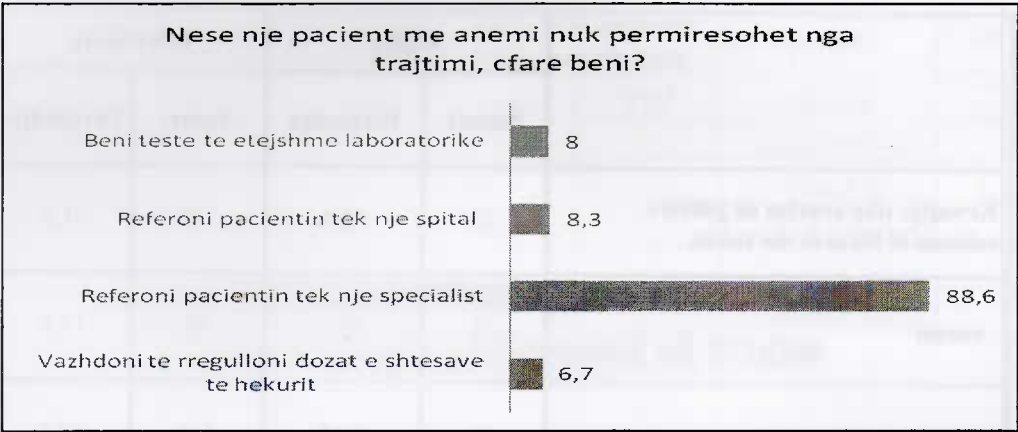 Nese nje pacient me anemi nuk permiresohet nga
trajtimi, cfare beni?
Beni teste te etejshme laboratorike
8
Referoni pacientin tek nje spital
8,3
Referoni pacientin tek nje specialist
88,6
Vazhdoni te rregulloni dozat e shtesave
te hekurit
6,7